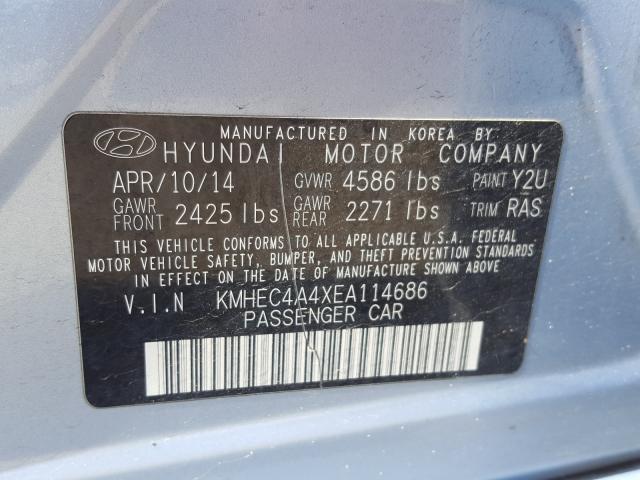 MANUFACTURED IN KOREA BY:
HYUNDAI MOTOR COMPANY
APR/10/14 GVWR 4586 lbs PAINT Y2U
GAWR FRONT 2425 lbs GAWR REAR 2271 lbs TRIM RAS
THIS VEHICLE CONFORMS TO ALL APPLICABLE U.S.A. FEDERAL
MOTOR VEHICLE SAFETY, BUMPER, AND THEFT PREVENTION STANDARDS
IN EFFECT ON THE DATE OF MANUFACTURE SHOWN ABOVE.
V.I.N KMHEC4A4XEA114686
PASSENGER CAR